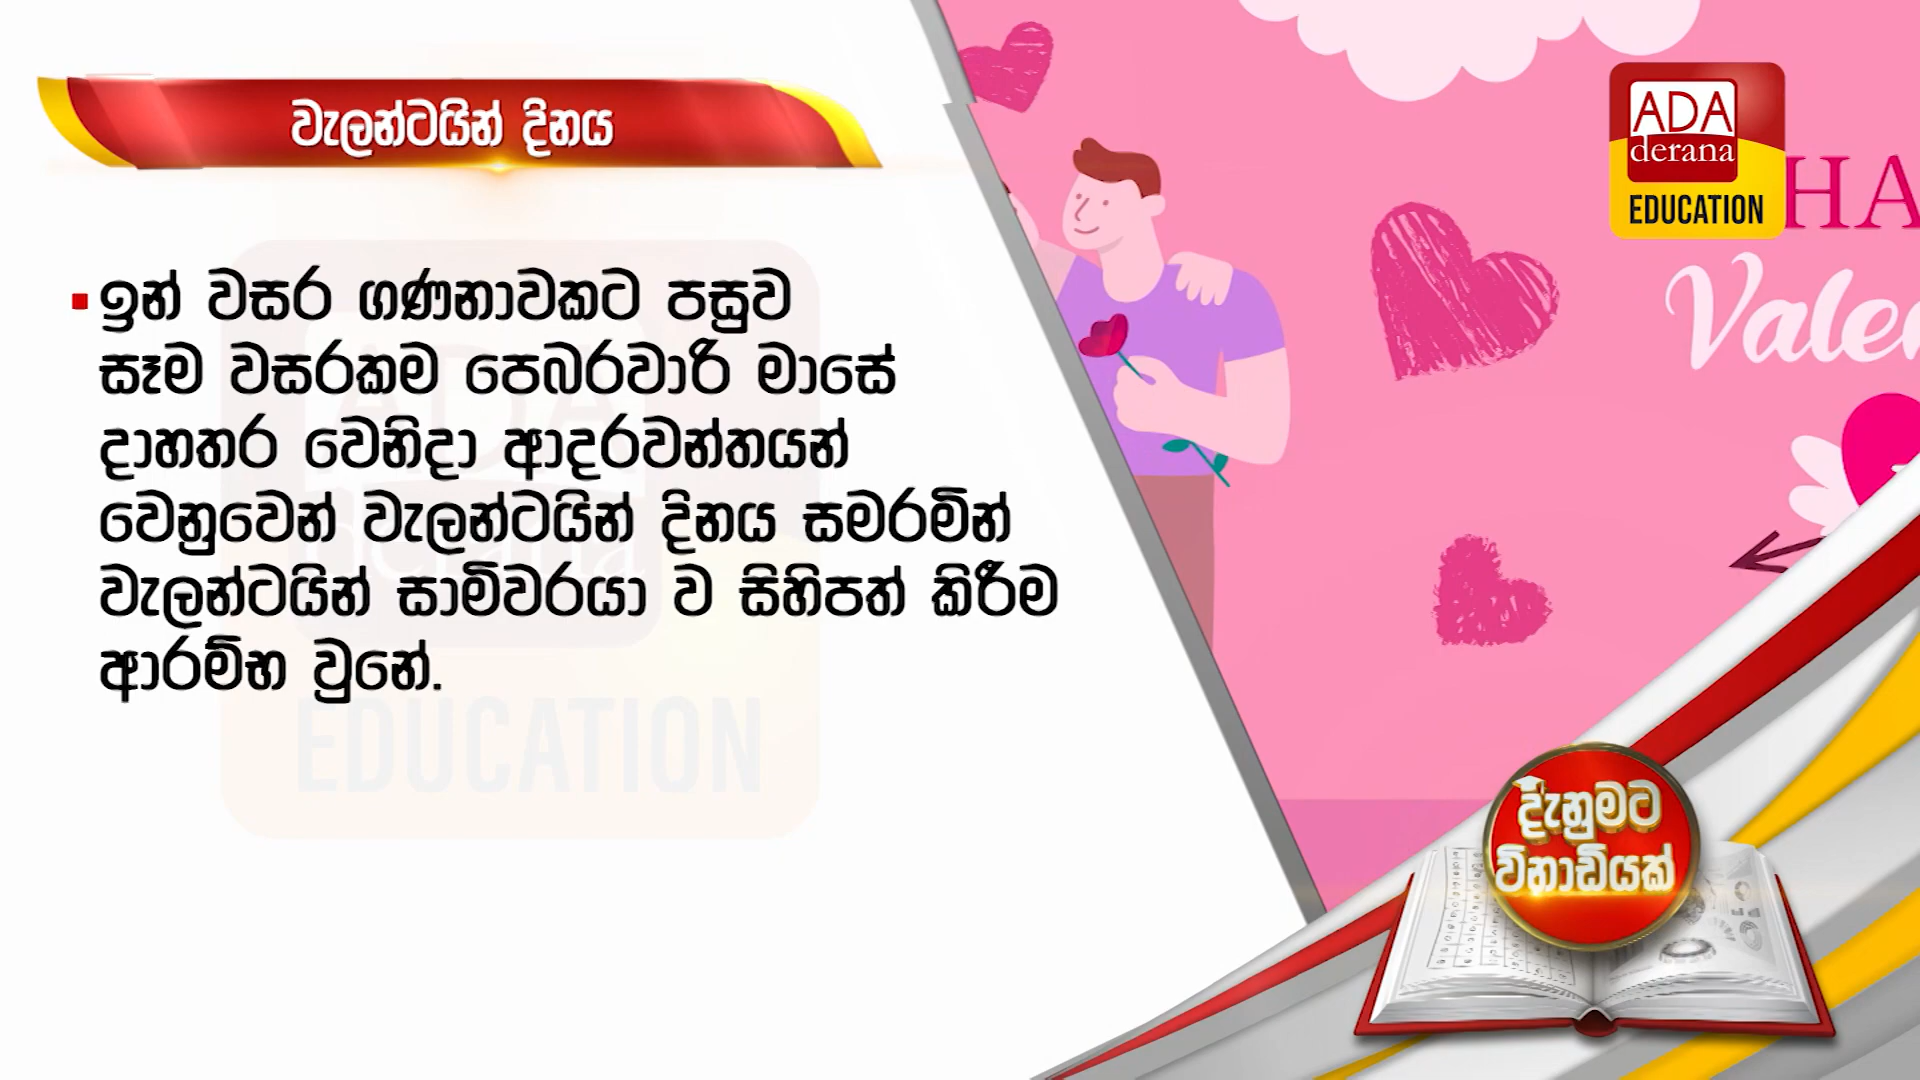 වැලන්ටයින් දිනය
ඉන් වසර ගණනාවකට පසුව
සෑම වසරකම පෙබරවාරි මාසේ
දාහතර වෙනිදා ආදරවන්තයන්
වෙනුවෙන් වැලන්ටයින් දිනය සමරමින්
වැලන්ටයින් සාමිවරයා ව සිහිපත් කිරීම
ආරම්භ වුනේ.
ADA
derana
EDUCATION
HA
Valen
දැනුමට
විනාඩියක්